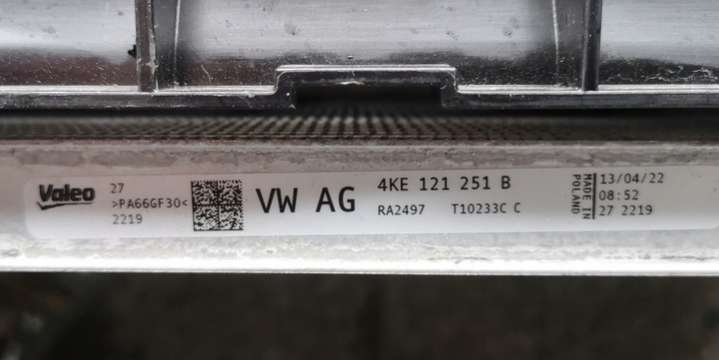 Valeo
27
>PA66GF30<
2219
VW AG
4KE 121 251 B
RA2497 T10233C C
MADE IN
POLAND
13/04/22
08:52
27 2219